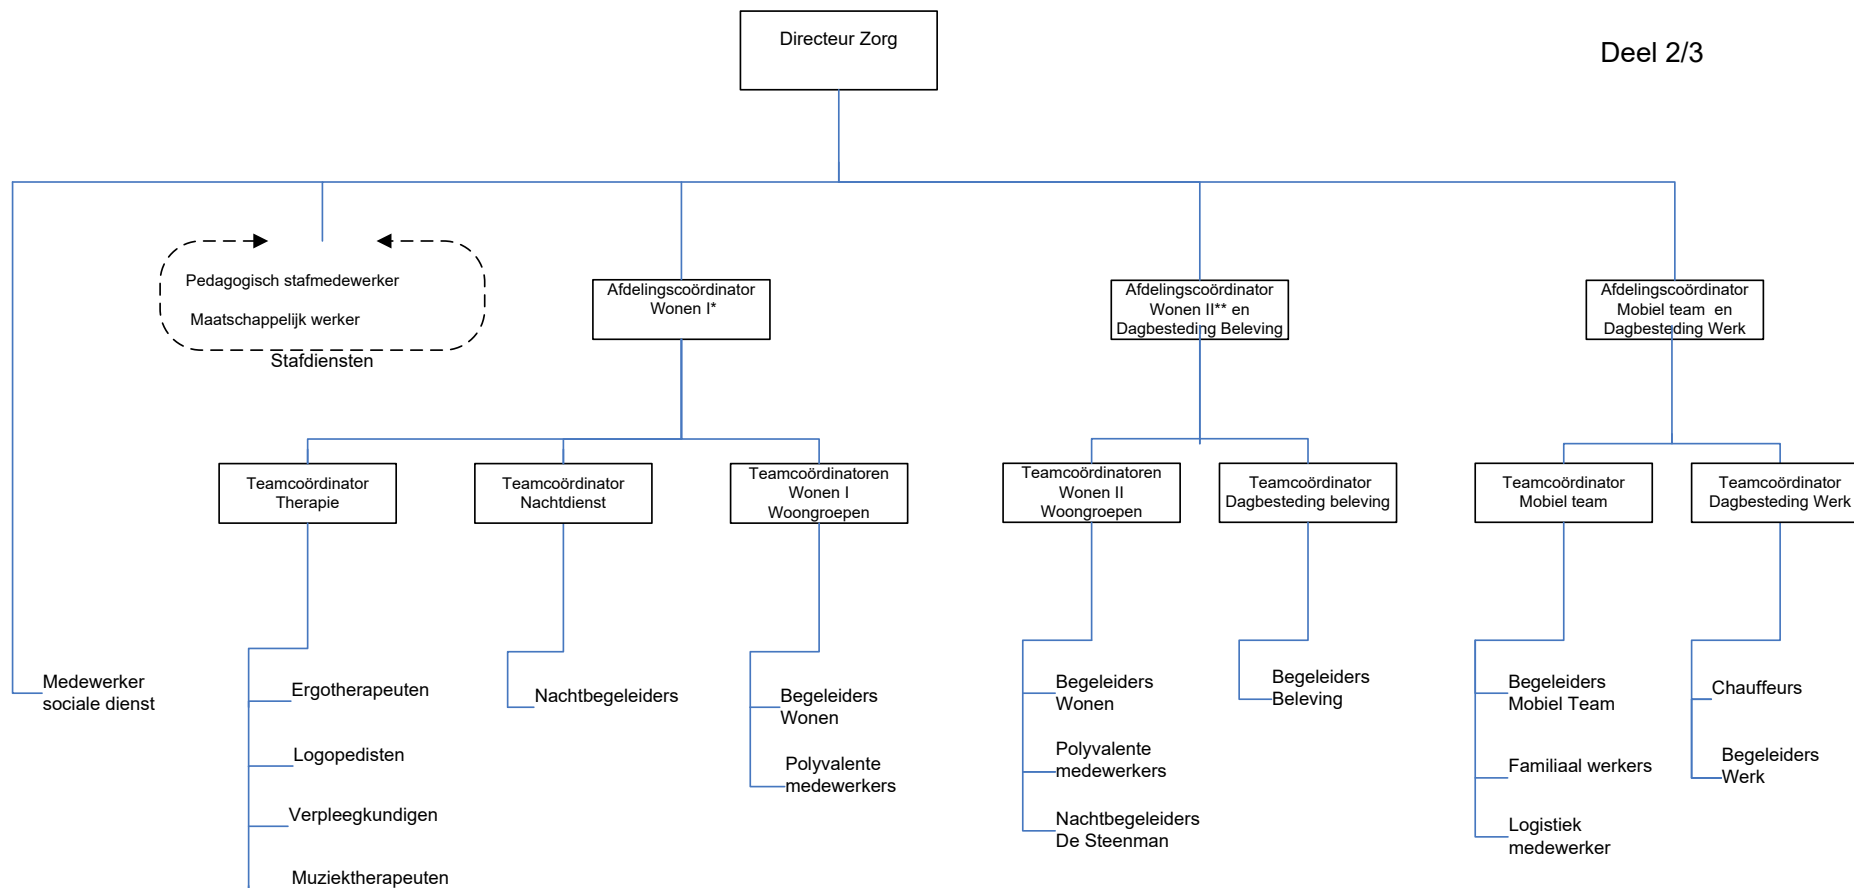 Directeur Zorg
Deel 2/3
Pedagogisch stafmedewerker
Maatschappelijk werker
Stafdiensten
Afdelingscoördinator
Wonen I*
Afdelingscoördinator
Wonen II** en
Dagbesteding Beleving
Afdelingscoördinator
Mobiel team en
Dagbesteding Werk
Teamcoördinator
Therapie
Teamcoördinator
Nachtdienst
Teamcoördinatoren
Wonen I
Woongroepen
Teamcoördinatoren
Wonen II
Woongroepen
Teamcoördinator
Dagbesteding beleving
Teamcoördinator
Mobiel team
Teamcoördinator
Dagbesteding Werk
Medewerker
sociale dienst
Ergotherapeuten
Logopedisten
Verpleegkundigen
Muziektherapeuten
Nachtbegeleiders
Begeleiders
Wonen
Polyvalente
medewerkers
Begeleiders
Wonen
Polyvalente
medewerkers
Nachtbegeleiders
De Steenman
Begeleiders
Beleving
Begeleiders
Mobiel Team
Familiaal werkers
Logistiek
medewerker
Chauffeurs
Begeleiders
Werk